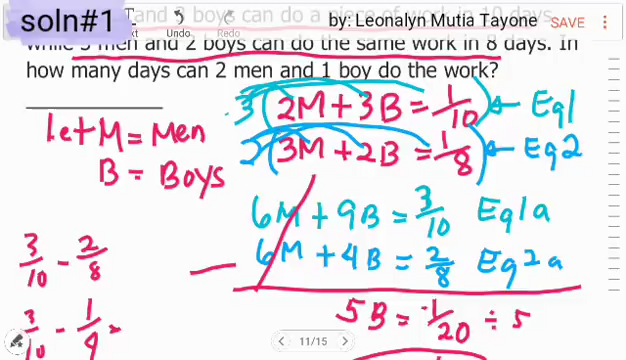 soln#1
Undo
Redo
by: Leonalyn Mutia Tayone
SAVE
and 3 boys can do a piece of work in 10 days
while 3 men and 2 boys can do the same work in 8 days. In
how many days can 2 men and 1 boy do the work?
let M = Men
B = Boys
3(2M + 3B = 1/10) ← Eq1
2(3M + 2B = 1/8) ← Eq2
6M + 9B = 3/10 Eq1a
6M + 4B = 2/8 Eq2a
5B = 1/20 ÷ 5
3/10 - 2/8
3/10 - 1/4 =
11/15